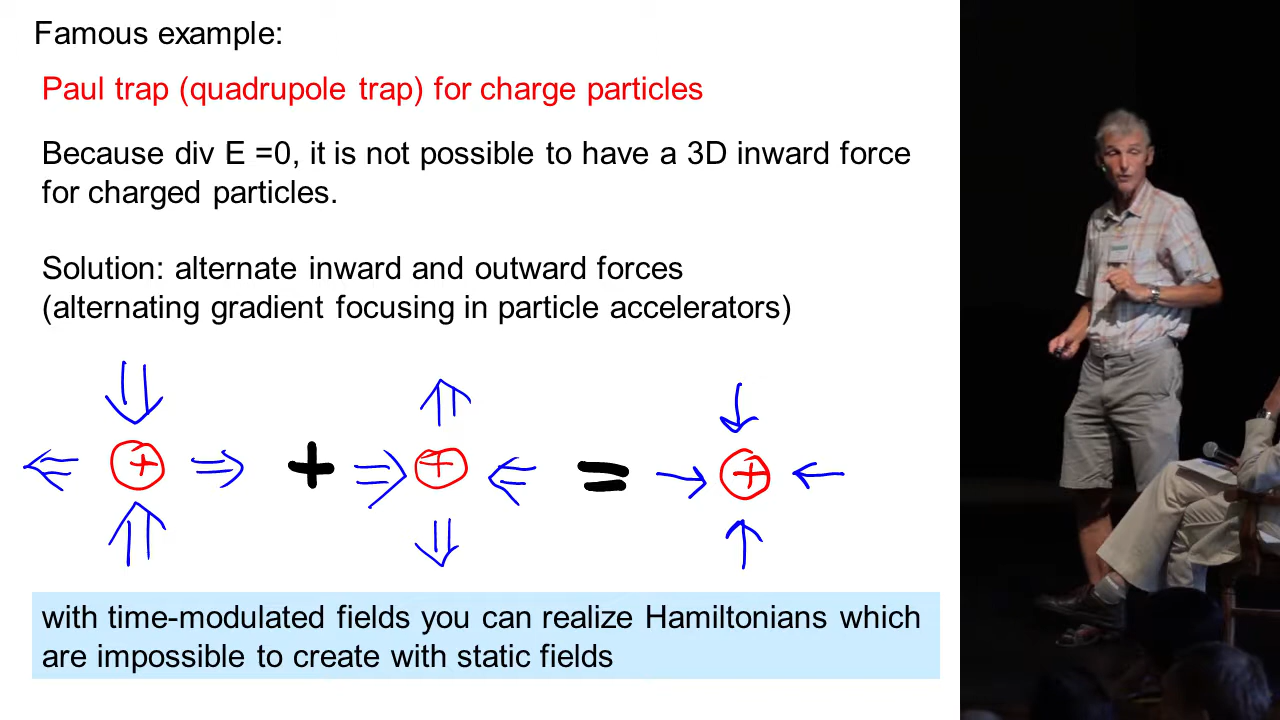 Famous example:
Paul trap (quadrupole trap) for charge particles
Because div E =0, it is not possible to have a 3D inward force
for charged particles.
Solution: alternate inward and outward forces
(alternating gradient focusing in particle accelerators)
+ + + = +
with time-modulated fields you can realize Hamiltonians which
are impossible to create with static fields